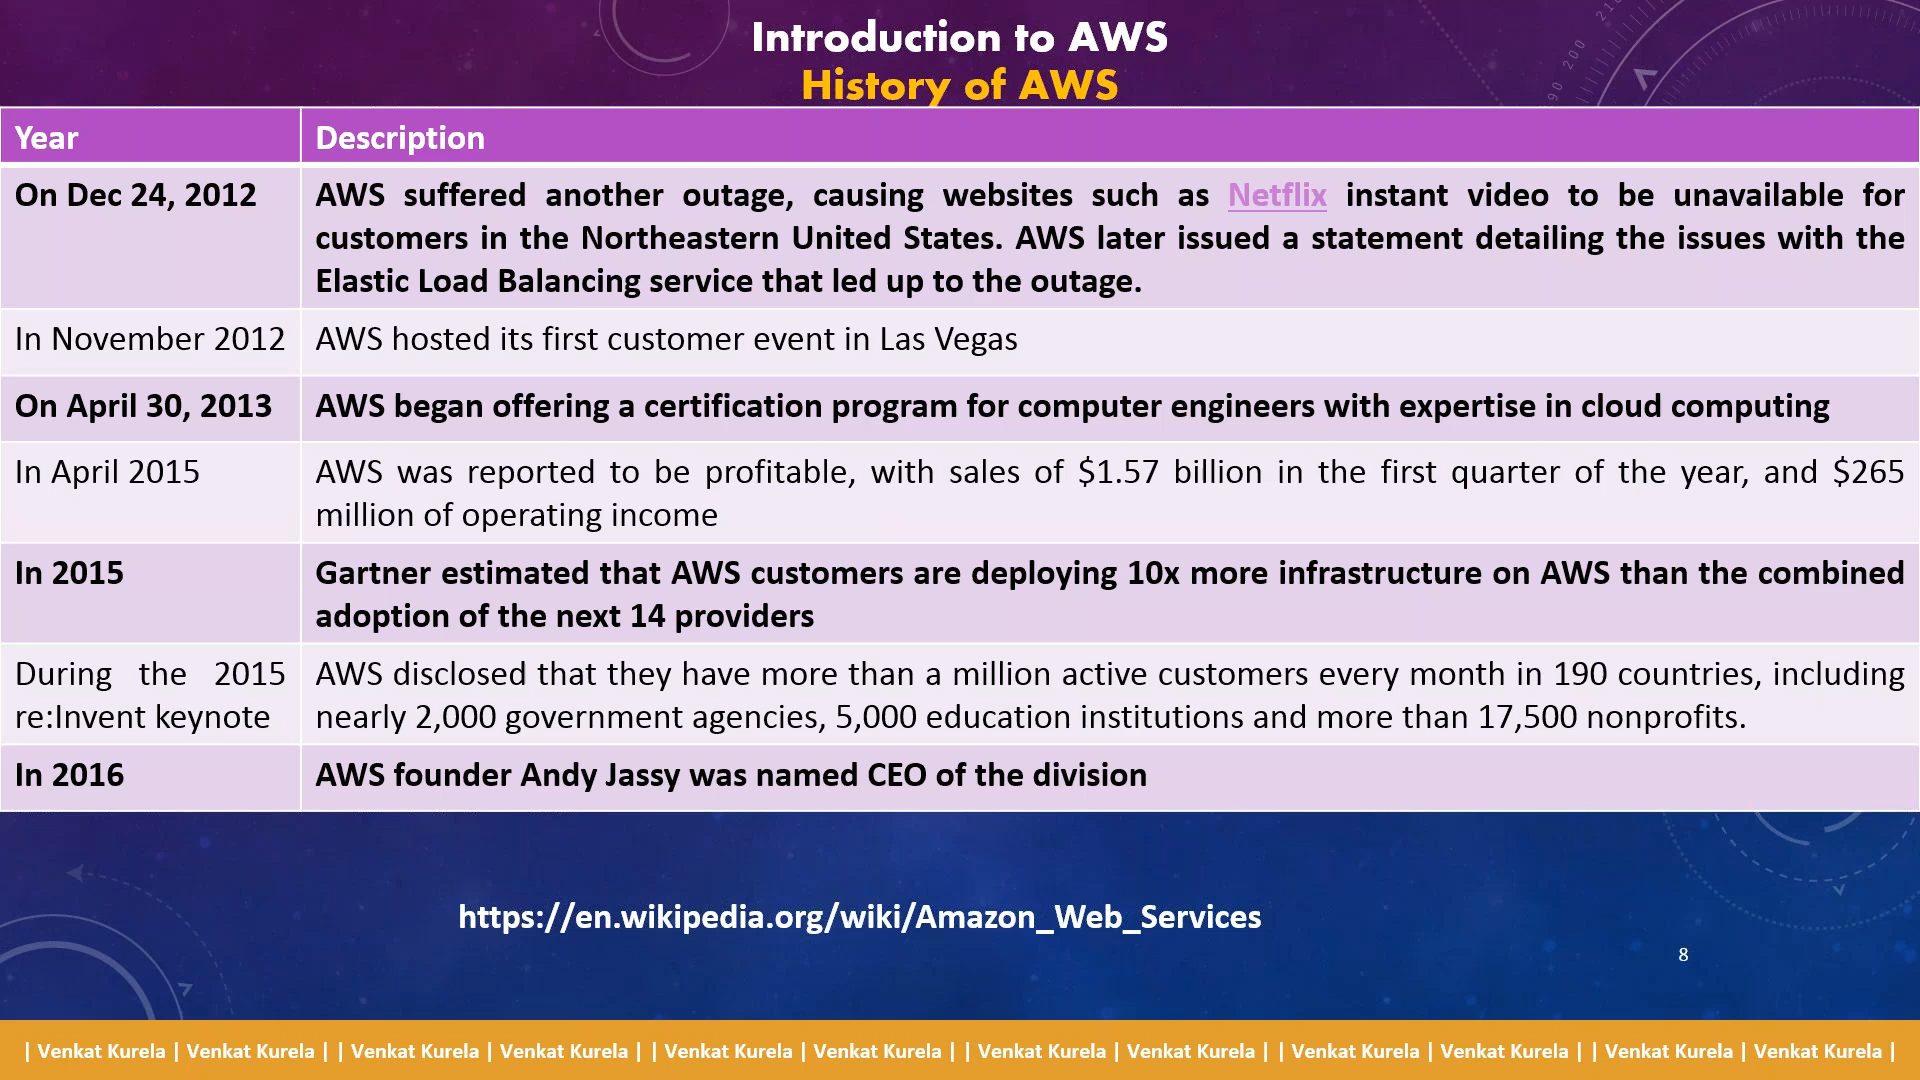 Introduction to AWS
History of AWS
Year Description
On Dec 24, 2012 AWS suffered another outage, causing websites such as Netflix instant video to be unavailable for
customers in the Northeastern United States. AWS later issued a statement detailing the issues with the
Elastic Load Balancing service that led up to the outage.
In November 2012 AWS hosted its first customer event in Las Vegas
On April 30, 2013 AWS began offering a certification program for computer engineers with expertise in cloud computing
In April 2015 AWS was reported to be profitable, with sales of $1.57 billion in the first quarter of the year, and $265
million of operating income
In 2015 Gartner estimated that AWS customers are deploying 10x more infrastructure on AWS than the combined
adoption of the next 14 providers
During the 2015 AWS disclosed that they have more than a million active customers every month in 190 countries, including
re:Invent keynote nearly 2,000 government agencies, 5,000 education institutions and more than 17,500 nonprofits.
In 2016 AWS founder Andy Jassy was named CEO of the division
https://en.wikipedia.org/wiki/Amazon_Web_Services
8
| Venkat Kurela | Venkat Kurela | | Venkat Kurela | Venkat Kurela | | Venkat Kurela | Venkat Kurela | | Venkat Kurela | Venkat Kurela | | Venkat Kurela | Venkat Kurela | | Venkat Kurela | Venkat Kurela |